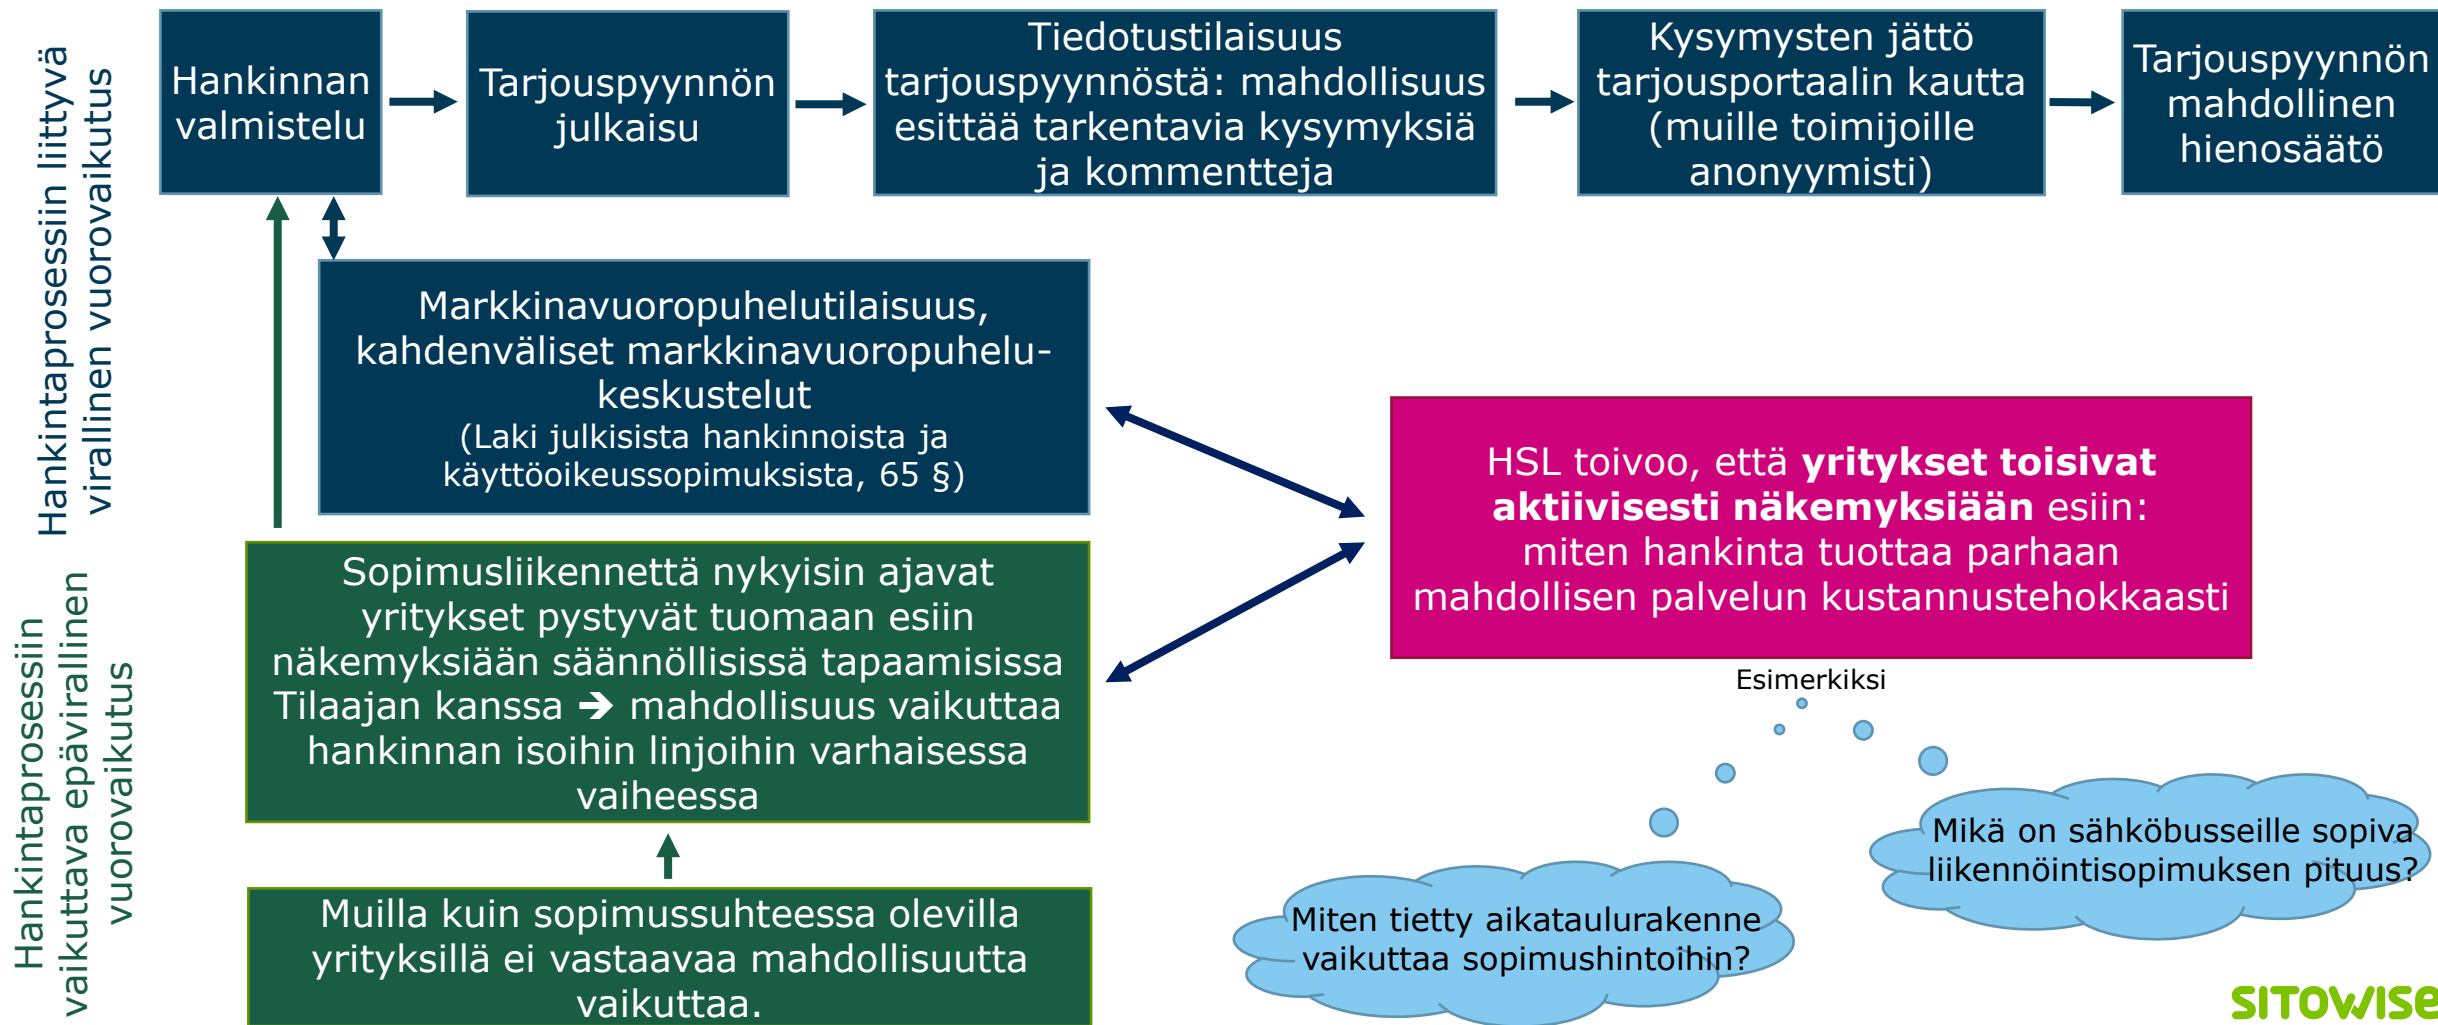 Hankintaprosessiin liittyvä
virallinen vuorovaikutus
Hankinnan
valmistelu
Tarjouspyynnön
julkaisu
Tiedotustilaisuus
tarjouspyynnöstä: mahdollisuus
esittää tarkentavia kysymyksiä
ja kommentteja
Kysymysten jättö
tarjousportaalin kautta
(muille toimijoille
anonyymisti)
Tarjouspyynnön
mahdollinen
hienosäätö
Markkinavuoropuhelutilaisuus,
kahdenväliset markkinavuoropuhelu-
keskustelut
(Laki julkisista hankinnoista ja
käyttöoikeussopimuksista, 65 §)
HSL toivoo, että yritykset toisivat
aktiivisesti näkemyksiään esiin:
miten hankinta tuottaa parhaan
mahdollisen palvelun kustannustehokkaasti
Hankintaprosessiin
vaikuttava epävirallinen
vuorovaikutus
Sopimusliikennettä nykyisin ajavat
yritykset pystyvät tuomaan esiin
näkemyksiään säännöllisissä tapaamisissa
Tilaajan kanssa ➔ mahdollisuus vaikuttaa
hankinnan isoihin linjoihin varhaisessa
vaiheessa
Muilla kuin sopimussuhteessa olevilla
yrityksillä ei vastaavaa mahdollisuutta
vaikuttaa.
Esimerkiksi
Mikä on sähköbusseille sopiva
liikennöintisopimuksen pituus?
Miten tietty aikataulurakenne
vaikuttaa sopimushintoihin?
SITOWISE